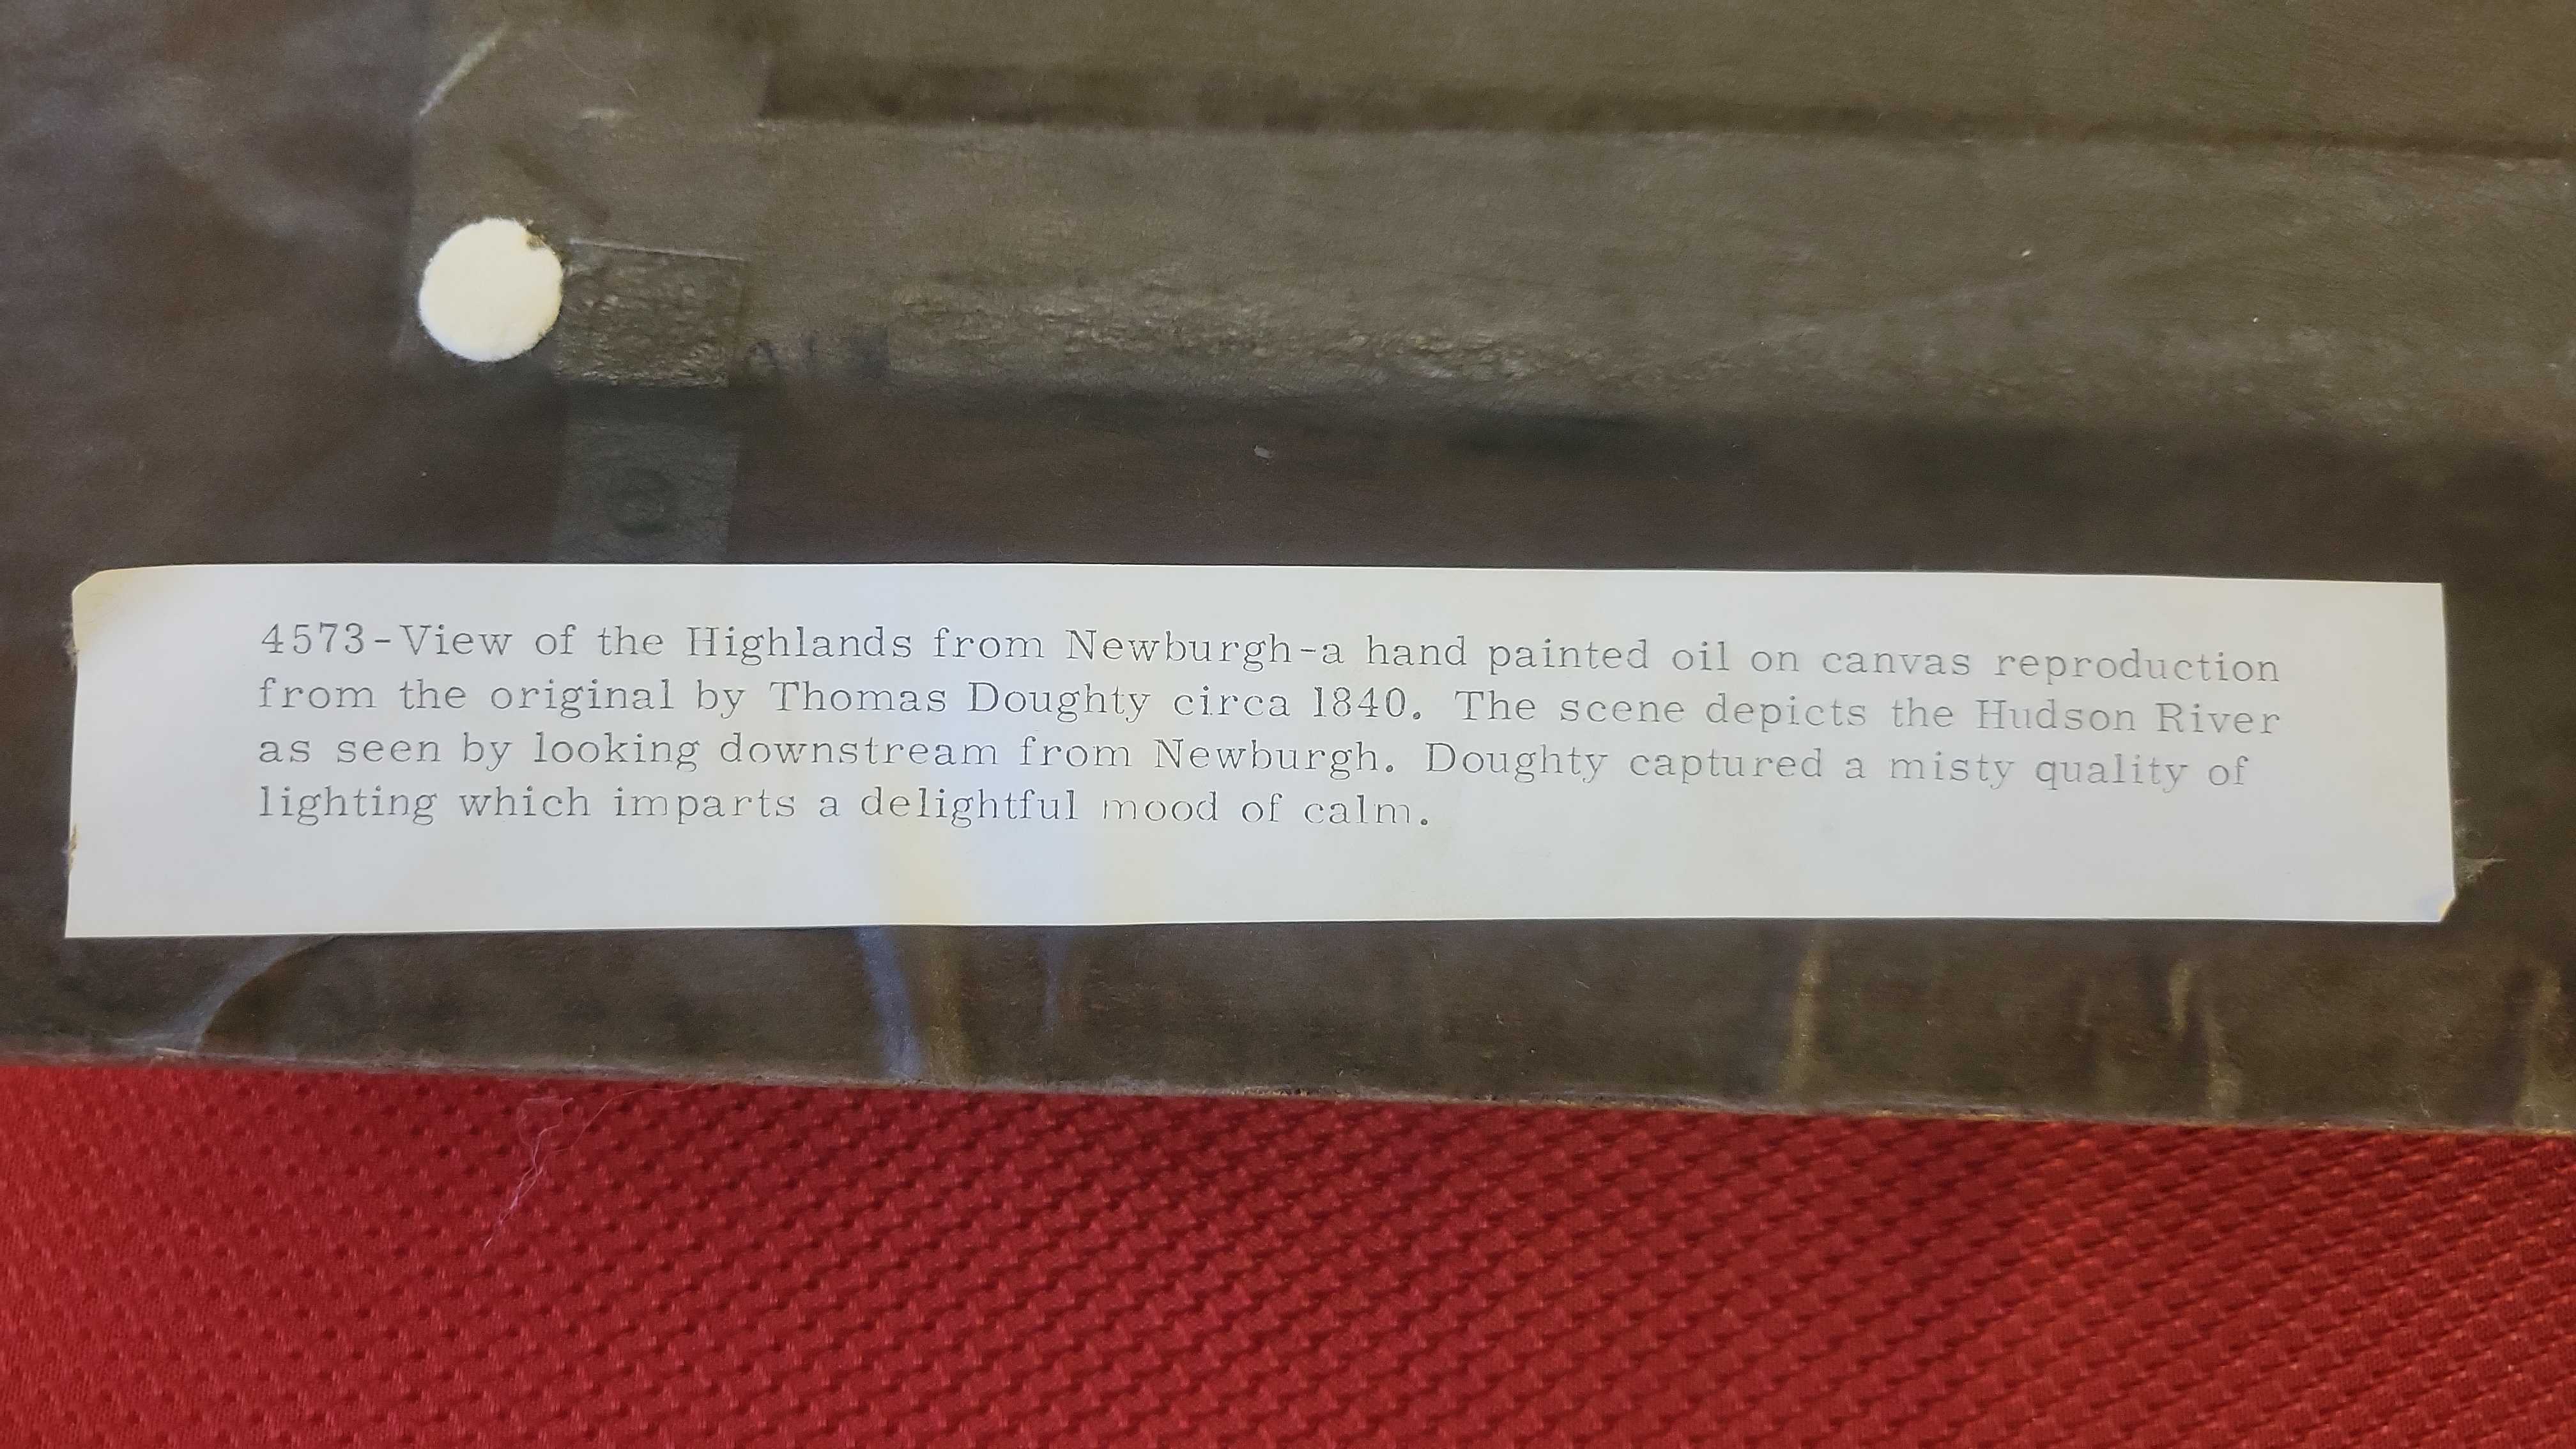 4573-View of the Highlands from Newburgh-a hand painted oil on canvas reproduction
from the original by Thomas Doughty circa 1840. The scene depicts the Hudson River
as seen by looking downstream from Newburgh. Doughty captured a misty quality of
lighting which imparts a delightful mood of calm.